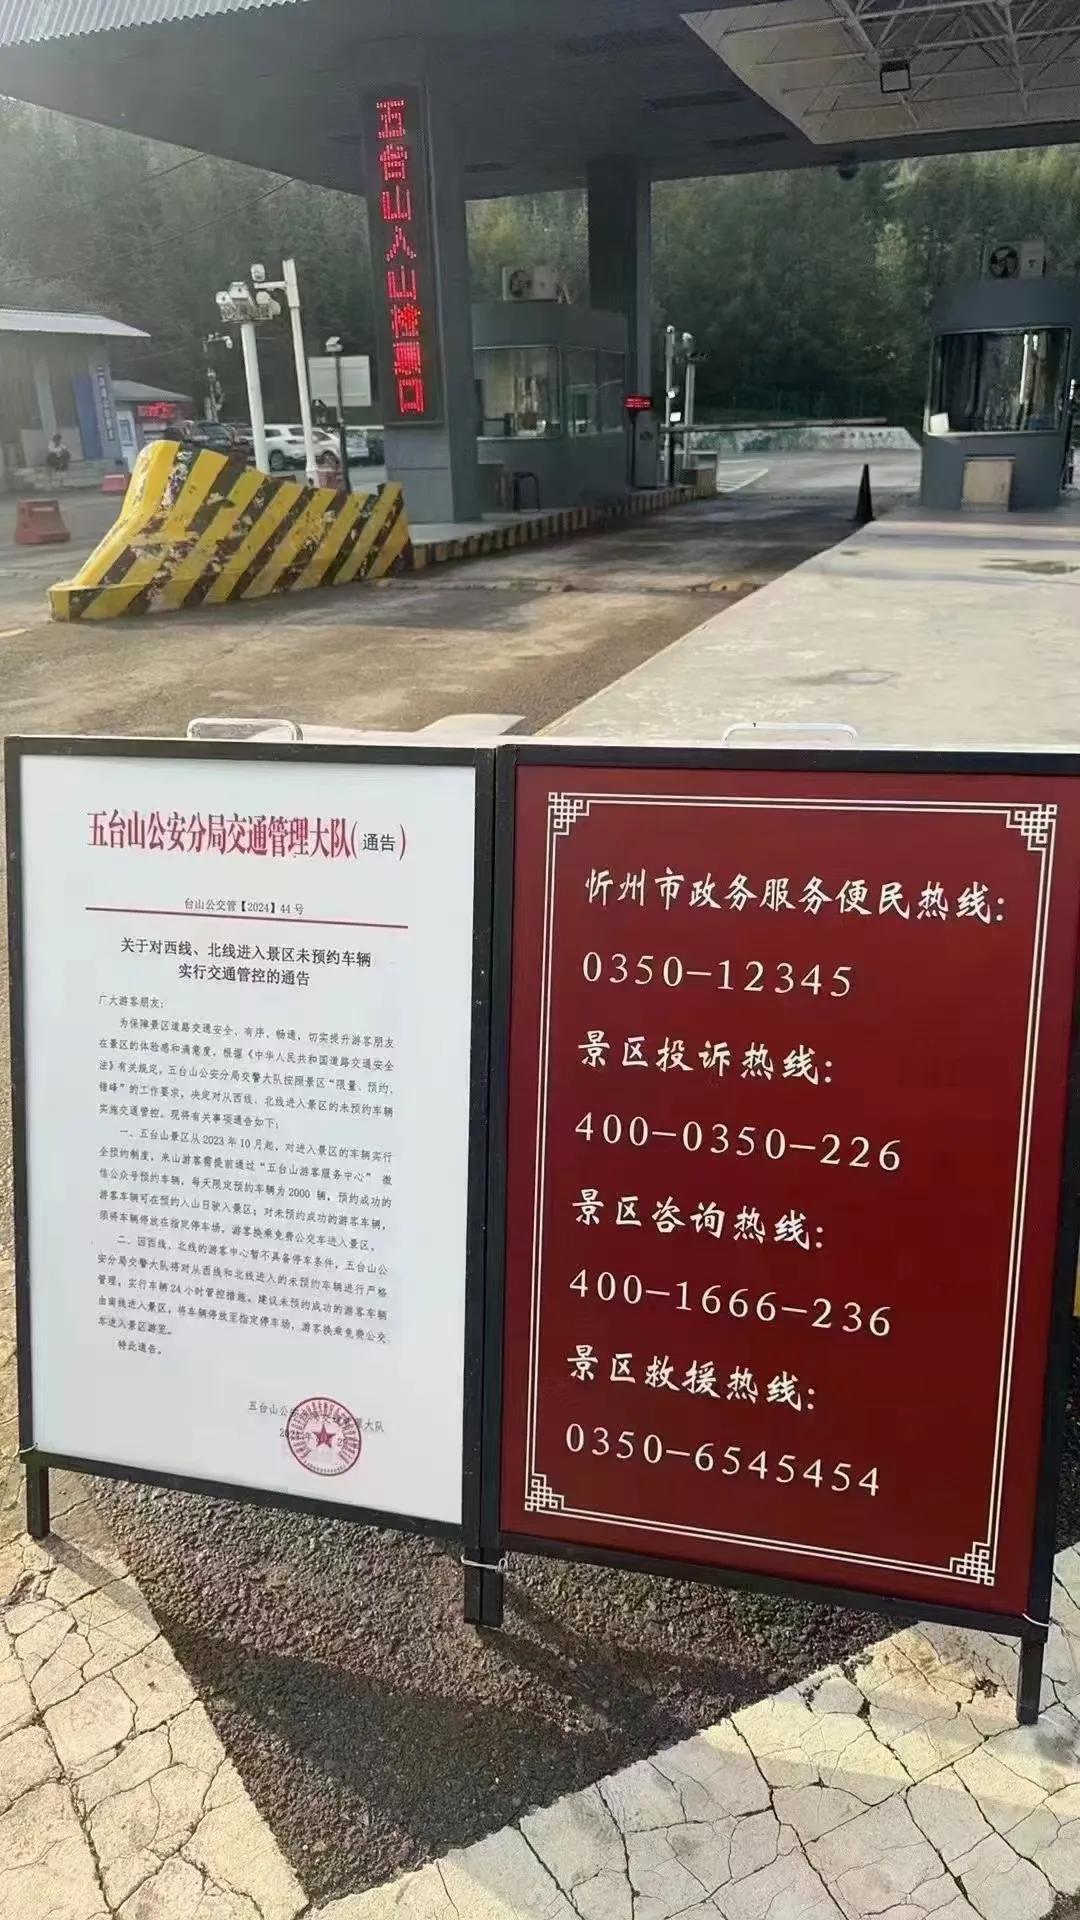 五台山入山检票口
五台山公安分局交通管理大队(通告)
台山公交管【2024】44号
关于对西线、北线进入景区未预约车辆
实行交通管控的通告
广大游客朋友：
为保障景区道路交通安全、有序、畅通，切实提升游客朋友
在景区的体验感和满意度，根据《中华人民共和国道路交通安全
法》有关规定，五台山公安分局交警大队按照景区“限量、预约、
错峰”的工作要求，决定对从西线、北线进入景区的未预约车辆
实施交通管控。现将有关事项通告如下：
一、五台山景区从2023年10月起，对进入景区的车辆实行
全预约制度，来山游客需提前通过“五台山游客服务中心”微
信公众号预约车辆，每天限定预约车辆为2000辆，预约成功的
游客车辆可在预约入山日驶入景区；对未预约成功的游客车辆，
须将车辆停放在指定停车场，游客换乘免费公交车进入景区。
二、因西线、北线的游客中心暂不具备停车条件，五台山公
安分局交警大队将对从西线和北线进入的未预约车辆进行严格
管理，实行车辆24小时管控措施。建议未预约成功的游客车辆
由南线进入景区，将车辆停放至指定停车场，游客换乘免费公交
车进入景区游览。
特此通告。
五台山公安
大队
忻州市政务服务便民热线：
0350-12345
景区投诉热线：
400-0350-226
景区咨询热线：
400-1666-236
景区救援热线：
0350-6545454